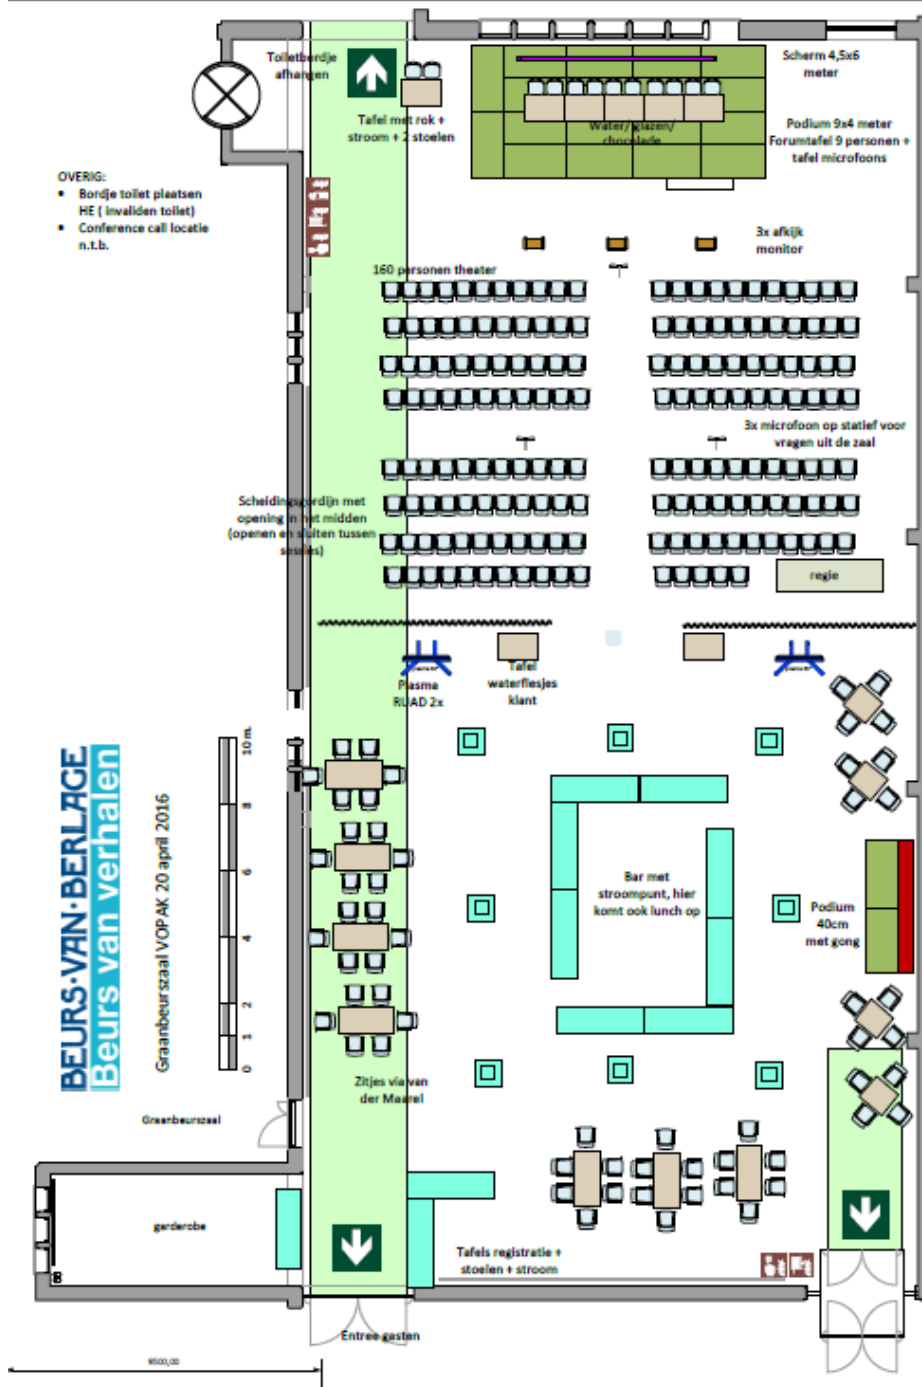 Toiletbordje
afhangen
Tafel met rok +
stroom + 2 stoelen
Water/ glazen/
chocolade
Scherm 4,5x6
meter
Podium 9x4 meter
Forumtafel 9 personen +
tafel microfoons
OVERIG:
• Bordje toilet plaatsen
HE ( invaliden toilet)
• Conference call locatie
n.t.b.
3x afkijk
monitor
160 personen theater
3x microfoon op statief voor
vragen uit de zaal
Scheidingsgordijn met
opening in het midden
(openen en sluiten tussen
sessies)
regie
Plasma
RUAD 2x
Tafel
waterflesjes
klant
BEURS·VAN·BERLAGE
Beurs van verhalen
Graanbeurszaal VOPAK 20 april 2016
0 1 2 4 6 8 10 m.
Bar met
stroompunt, hier
komt ook lunch op
Podium
40cm
met gong
Zitjes via van
der Maarel
Graanbeurszaal
garderobe
Tafels registratie +
stoelen + stroom
Entree gasten